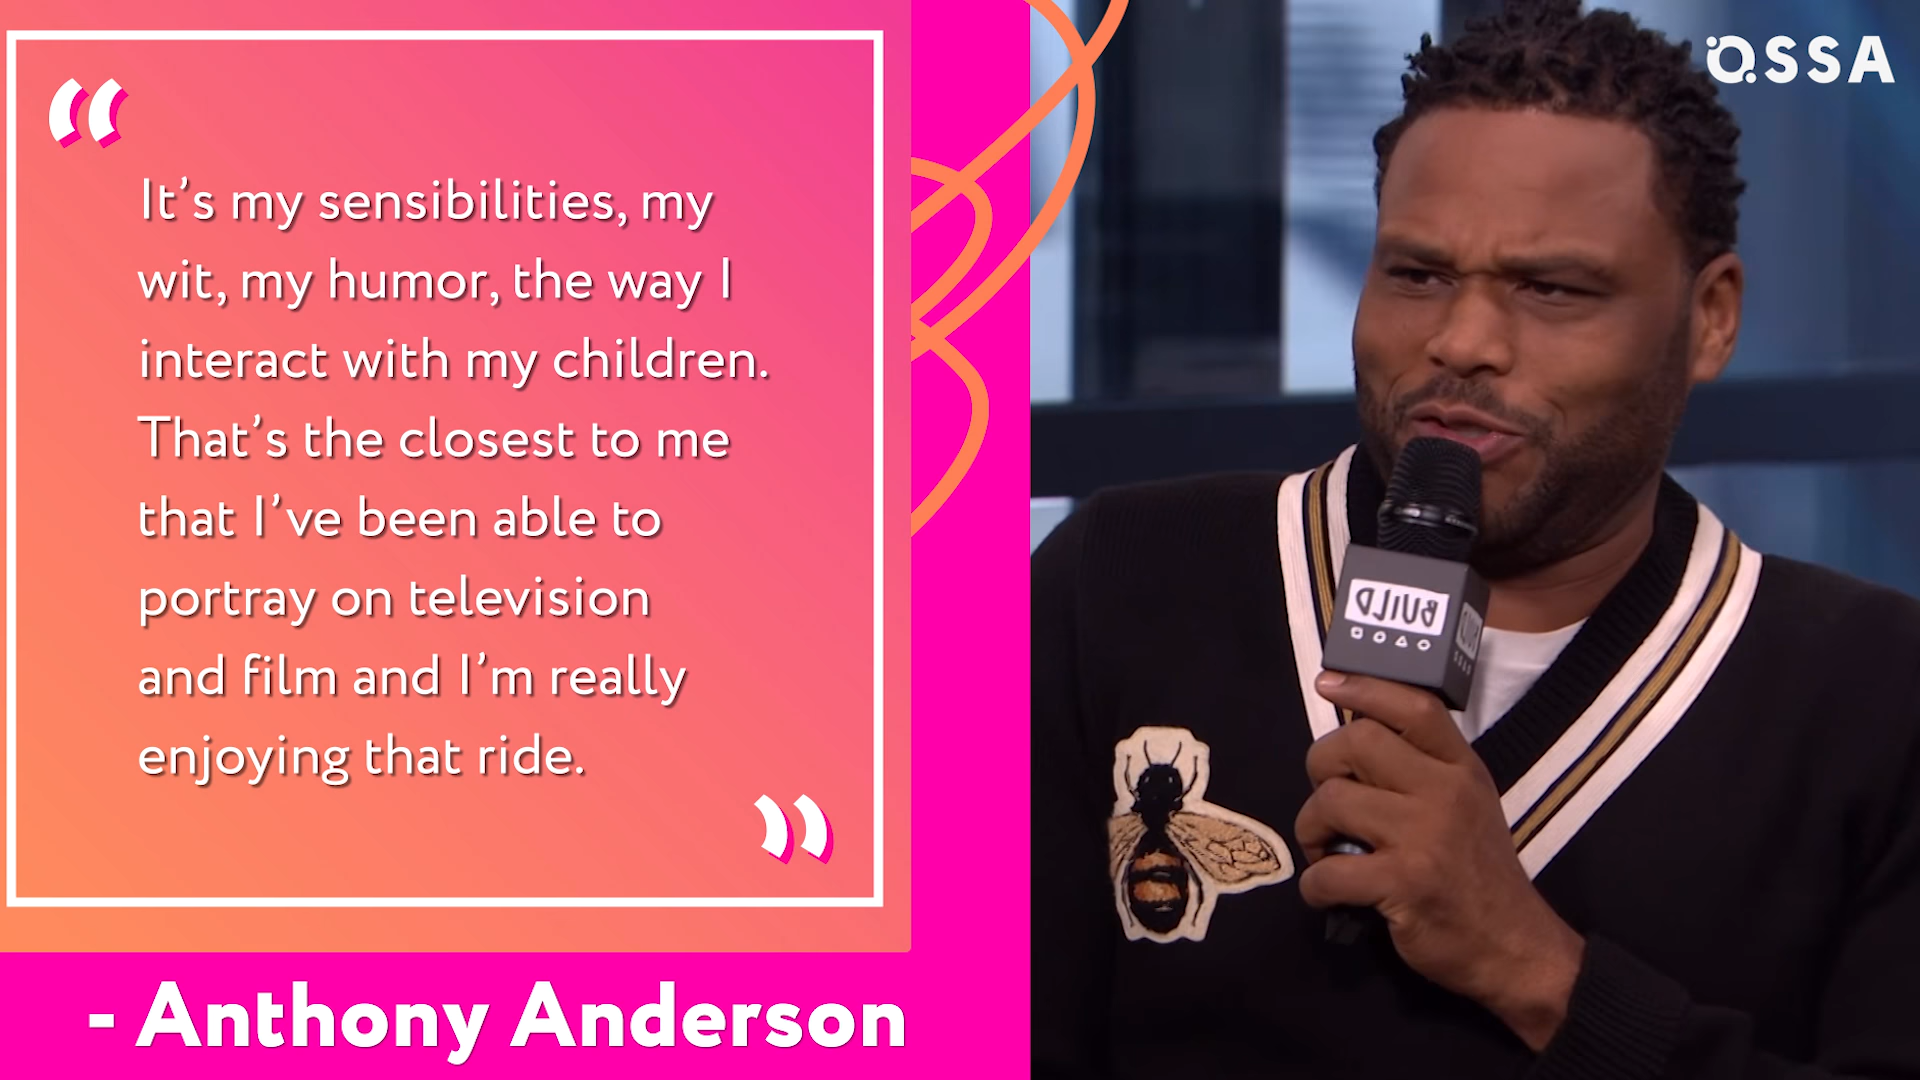 OSSA
“
It’s my sensibilities, my
wit, my humor, the way I
interact with my children.
That’s the closest to me
that I’ve been able to
portray on television
and film and I’m really
enjoying that ride.
”
- Anthony Anderson
BUILD